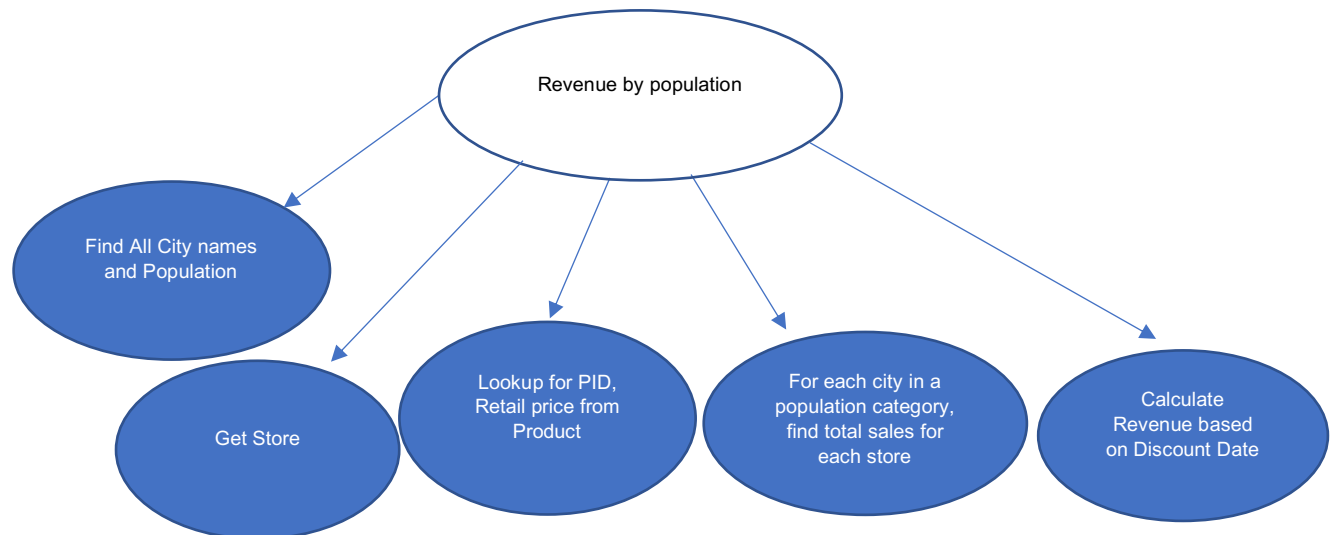 Revenue by population
Find All City names
and Population
Get Store
Lookup for PID,
Retail price from
Product
For each city in a
population category,
find total sales for
each store
Calculate
Revenue based
on Discount Date